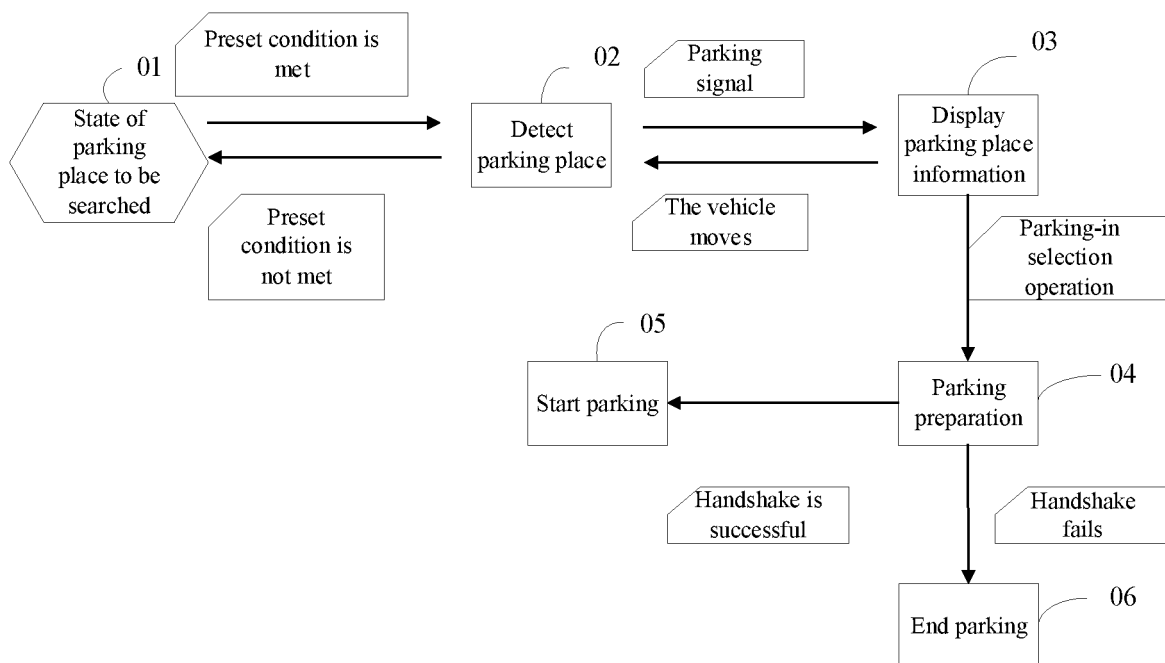 Preset condition is
met
01
State of
parking
place to be
searched
Preset
condition is
not met
02
Detect
parking place
Parking
signal
The vehicle
moves
03
Display
parking place
information
Parking-in
selection
operation
05
Start parking
04
Parking
preparation
Handshake is
successful
Handshake
fails
06
End parking